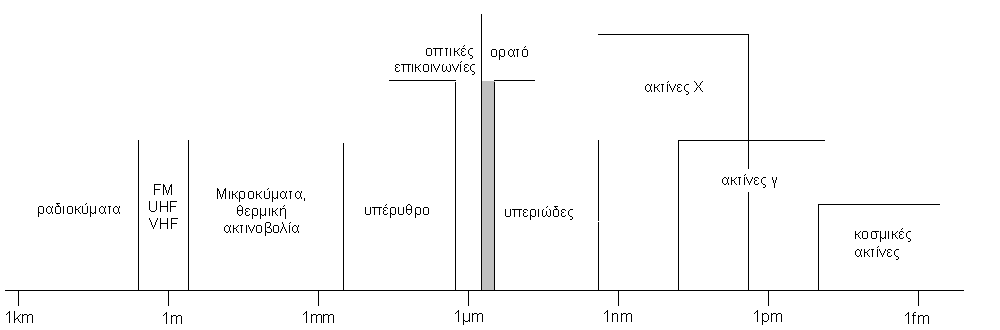 οπτικές
επικοινωνίες
ορατό
ακτίνες Χ
ραδιοκύματα
FM
UHF
VHF
Μικροκύματα,
θερμική
ακτινοβολία
υπέρυθρο
υπεριώδες
ακτίνες γ
κοσμικές
ακτίνες
1km
1m
1mm
1μm
1nm
1pm
1fm